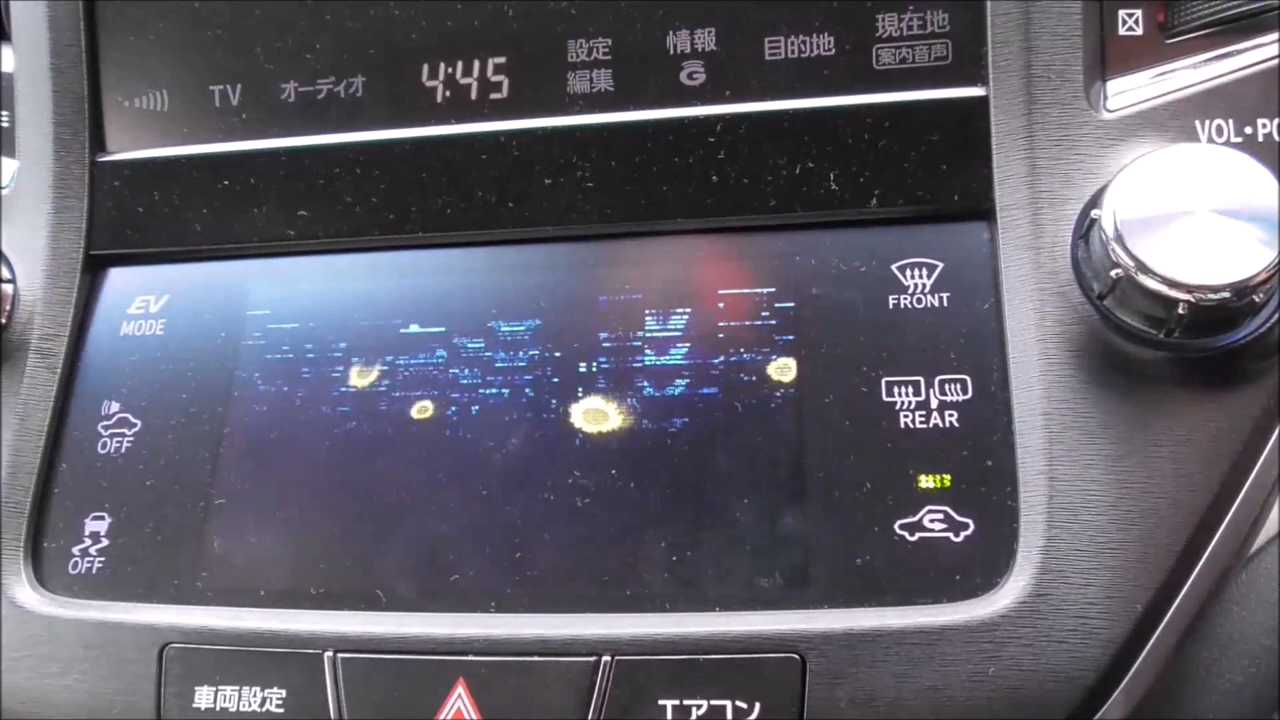 TV オーディオ 4:45 設定編集 情報 G 目的地 現在地 案内音声
VOL•PO
EV MODE
FRONT
OFF
REAR
OFF
車両設定 エアコン